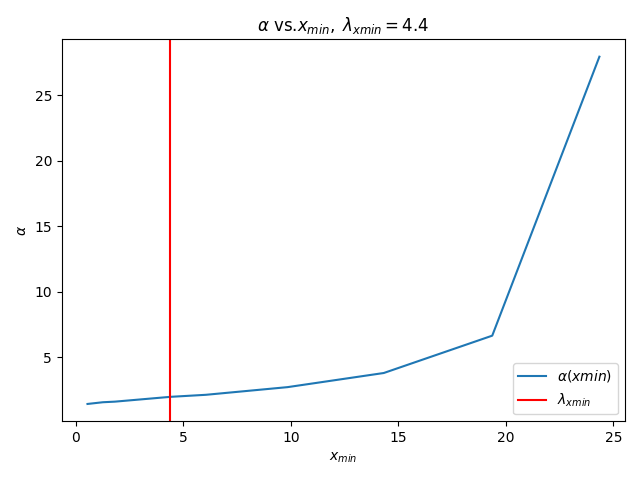 α vs.x_min, λ_xmin = 4.4
α
25
20
15
10
5
0 5 10 15 20 25
x_min
α(xmin)
λ_xmin